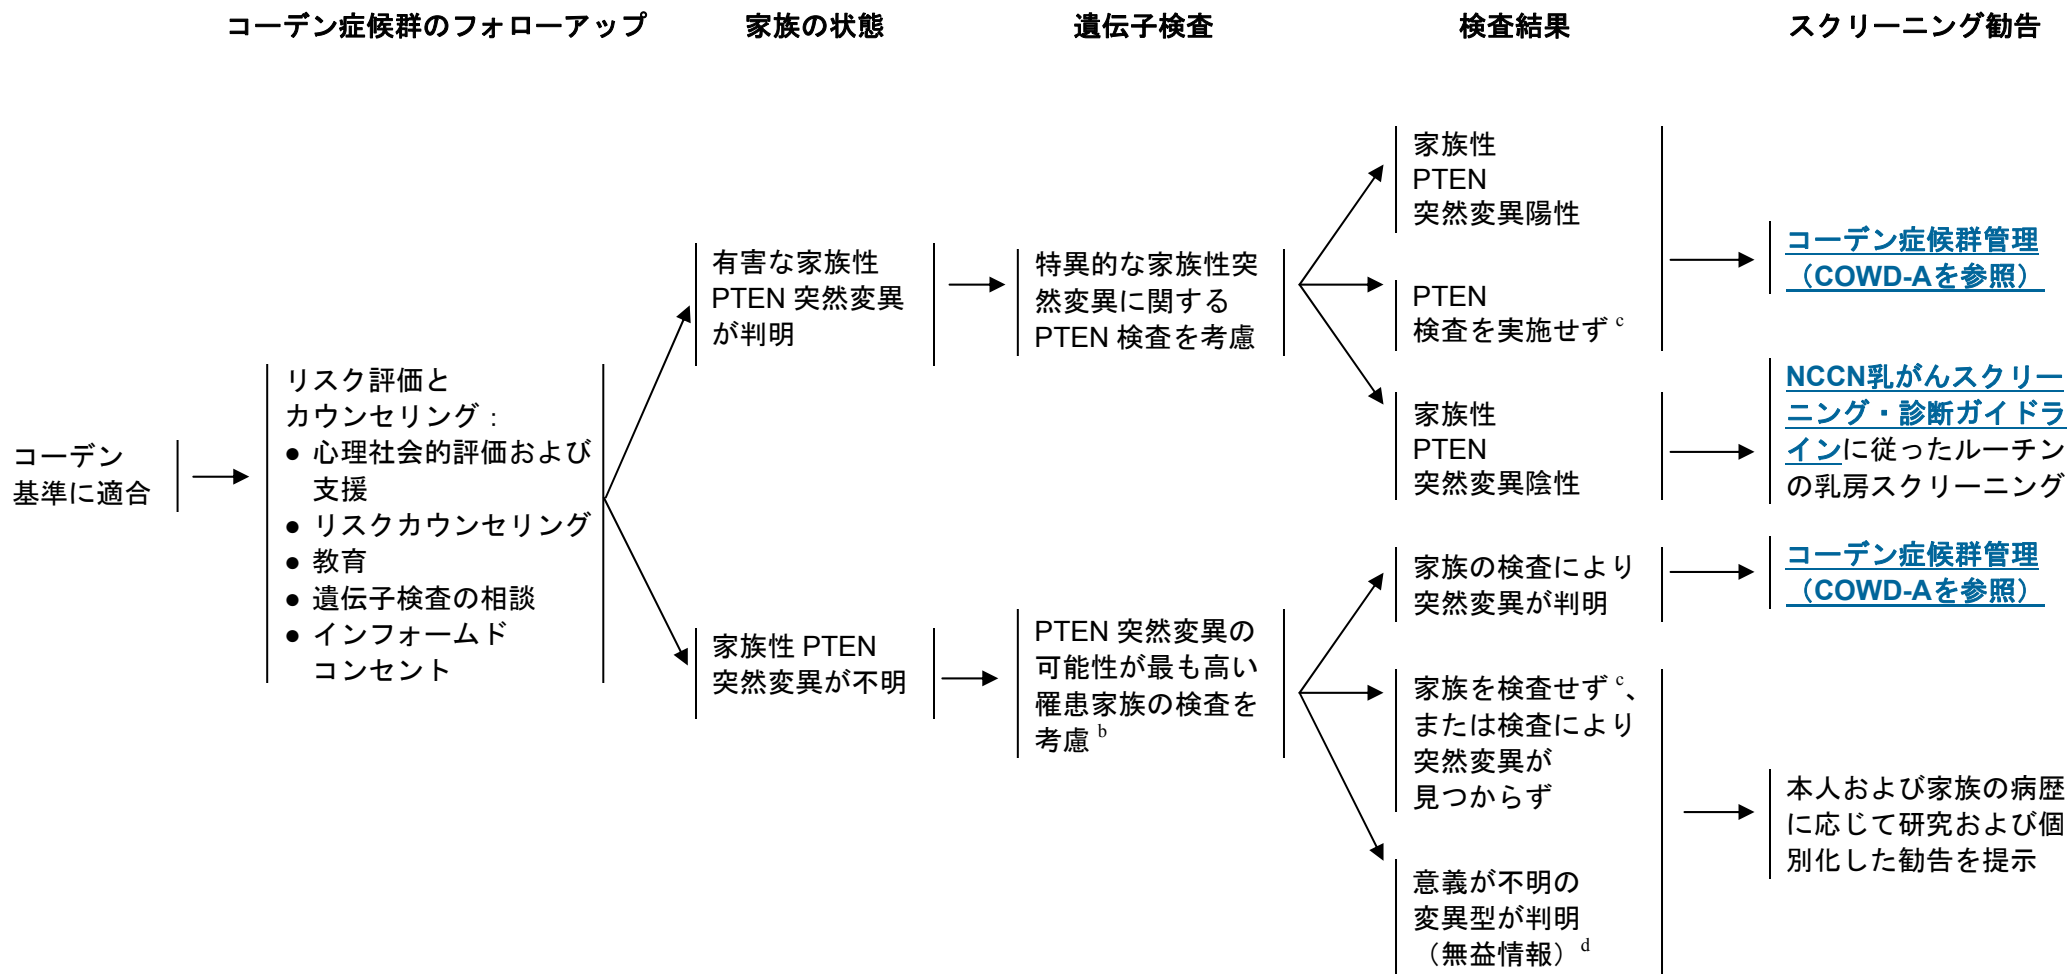 コーデン症候群のフォローアップ
家族の状態
遺伝子検査
検査結果
スクリーニング勧告
コーデン
基準に適合
リスク評価と
カウンセリング：
● 心理社会的評価および
支援
● リスクカウンセリング
● 教育
● 遺伝子検査の相談
● インフォームド
コンセント
有害な家族性
PTEN 突然変異
が判明
家族性 PTEN
突然変異が不明
特異的な家族性突
然変異に関する
PTEN 検査を考慮
PTEN 突然変異の
可能性が最も高い
罹患家族の検査を
考慮 b
家族性
PTEN
突然変異陽性
PTEN
検査を実施せず c
家族性
PTEN
突然変異陰性
家族の検査により
突然変異が判明
家族を検査せず c、
または検査により
突然変異が
見つからず
意義が不明の
変異型が判明
（無益情報） d
コーデン症候群管理
（COWD-Aを参照）
NCCN乳がんスクリー
ニング・診断ガイドラ
インに従ったルーチン
の乳房スクリーニング
コーデン症候群管理
（COWD-Aを参照）
本人および家族の病歴
に応じて研究および個
別化した勧告を提示